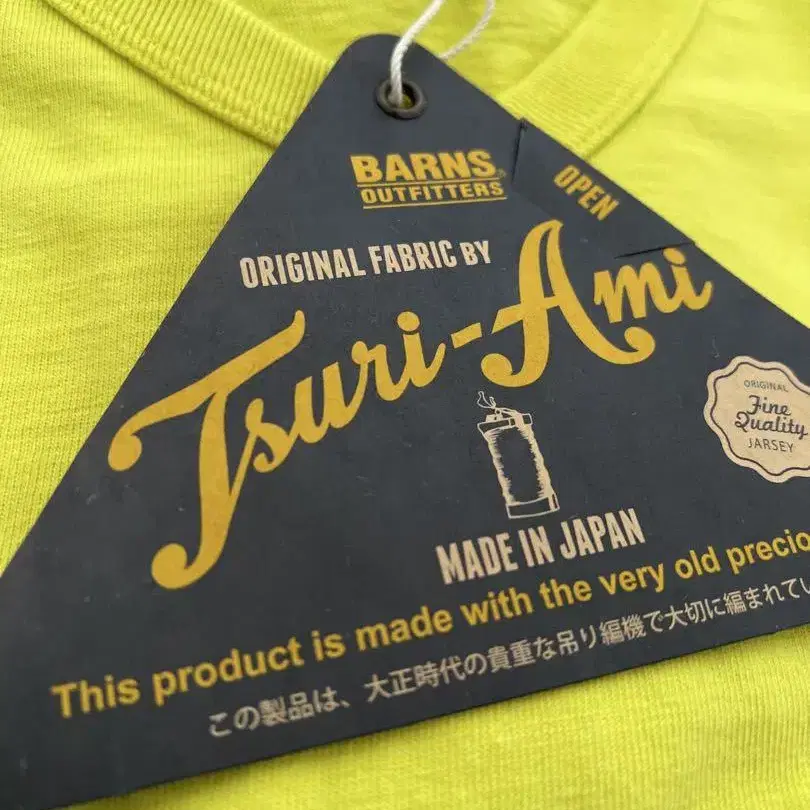 BARNS®
OUTFITTERS
OPEN
ORIGINAL FABRIC BY
Tsuri-Ami
ORIGINAL
Fine
Quality
JARSEY
MADE IN JAPAN
This product is made with the very old precio
この製品は、大正時代の貴重な吊り編機で大切に編まれてい